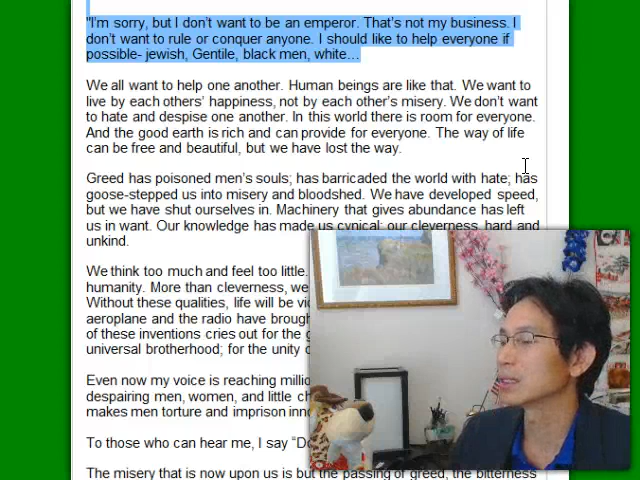 "I'm sorry, but I don't want to be an emperor. That's not my business. I
don't want to rule or conquer anyone. I should like to help everyone if
possible- jewish, Gentile, black men, white...
We all want to help one another. Human beings are like that. We want to
live by each others' happiness, not by each other's misery. We don't want
to hate and despise one another. In this world there is room for everyone.
And the good earth is rich and can provide for everyone. The way of life
can be free and beautiful, but we have lost the way.
Greed has poisoned men's souls; has barricaded the world with hate; has
goose-stepped us into misery and bloodshed. We have developed speed,
but we have shut ourselves in. Machinery that gives abundance has left
us in want. Our knowledge has made us cynical; our cleverness, hard and
unkind.
We think too much and feel too little.
humanity. More than cleverness, we
Without these qualities, life will be
aeroplane and the radio have
of these inventions cries out for the
universal brotherhood; for the unity
Even now my voice is reaching
despairing men, women, and little
makes men torture and imprison
To those who can hear me, I say
The misery that is now upon us is but the passing of greed, the bitterness